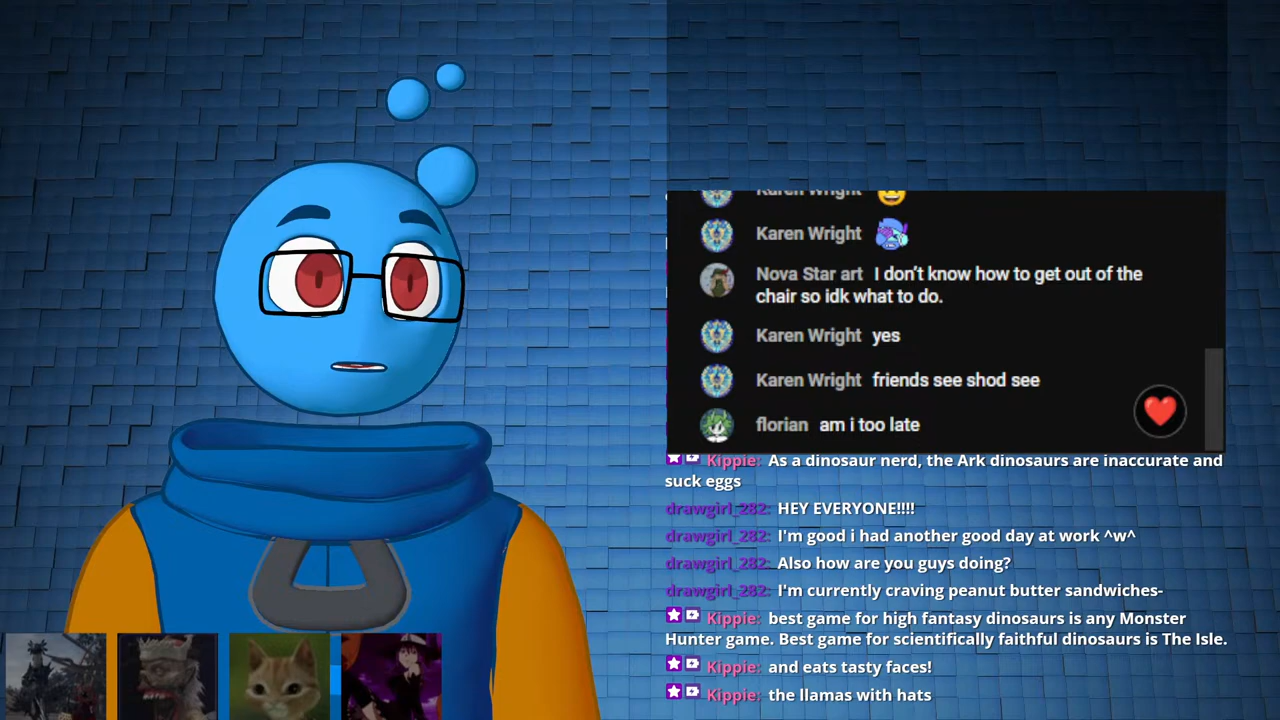 Karen Wright
Karen Wright
Nova Star art I don't know how to get out of the
chair so idk what to do.
Karen Wright yes
Karen Wright friends see shod see
florian am i too late
Kippie: As a dinosaur nerd, the Ark dinosaurs are inaccurate and
suck eggs
drawgirl_282: HEY EVERYONE!!!!
drawgirl_282: I'm good i had another good day at work ^w^
drawgirl_282: Also how are you guys doing?
drawgirl_282: I'm currently craving peanut butter sandwiches-
Kippie: best game for high fantasy dinosaurs is any Monster
Hunter game. Best game for scientifically faithful dinosaurs is The Isle.
Kippie: and eats tasty faces!
Kippie: the llamas with hats